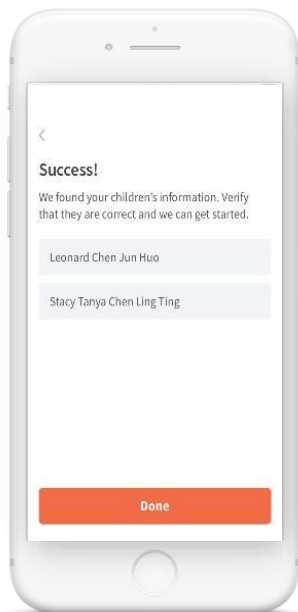 Success!
We found your children's information. Verify
that they are correct and we can get started.
Leonard Chen Jun Huo
Stacy Tanya Chen Ling Ting
Done